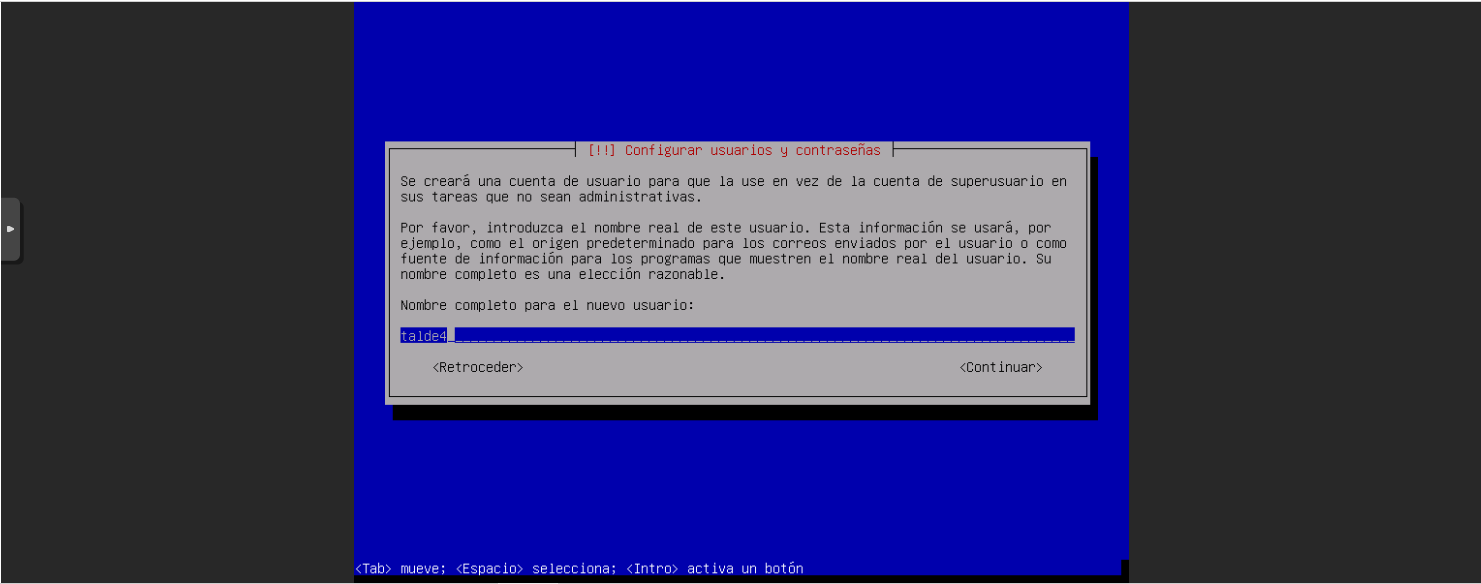 [!!] Configurar usuarios y contraseñas
Se creará una cuenta de usuario para que la use en vez de la cuenta de superusuario en
sus tareas que no sean administrativas.
Por favor, introduzca el nombre real de este usuario. Esta información se usará, por
ejemplo, como el origen predeterminado para los correos enviados por el usuario o como
fuente de información para los programas que muestren el nombre real del usuario. Su
nombre completo es una elección razonable.
Nombre completo para el nuevo usuario:
talde4
<Retroceder> <Continuar>
<Tab> mueve; <Espacio> selecciona; <Intro> activa un botón